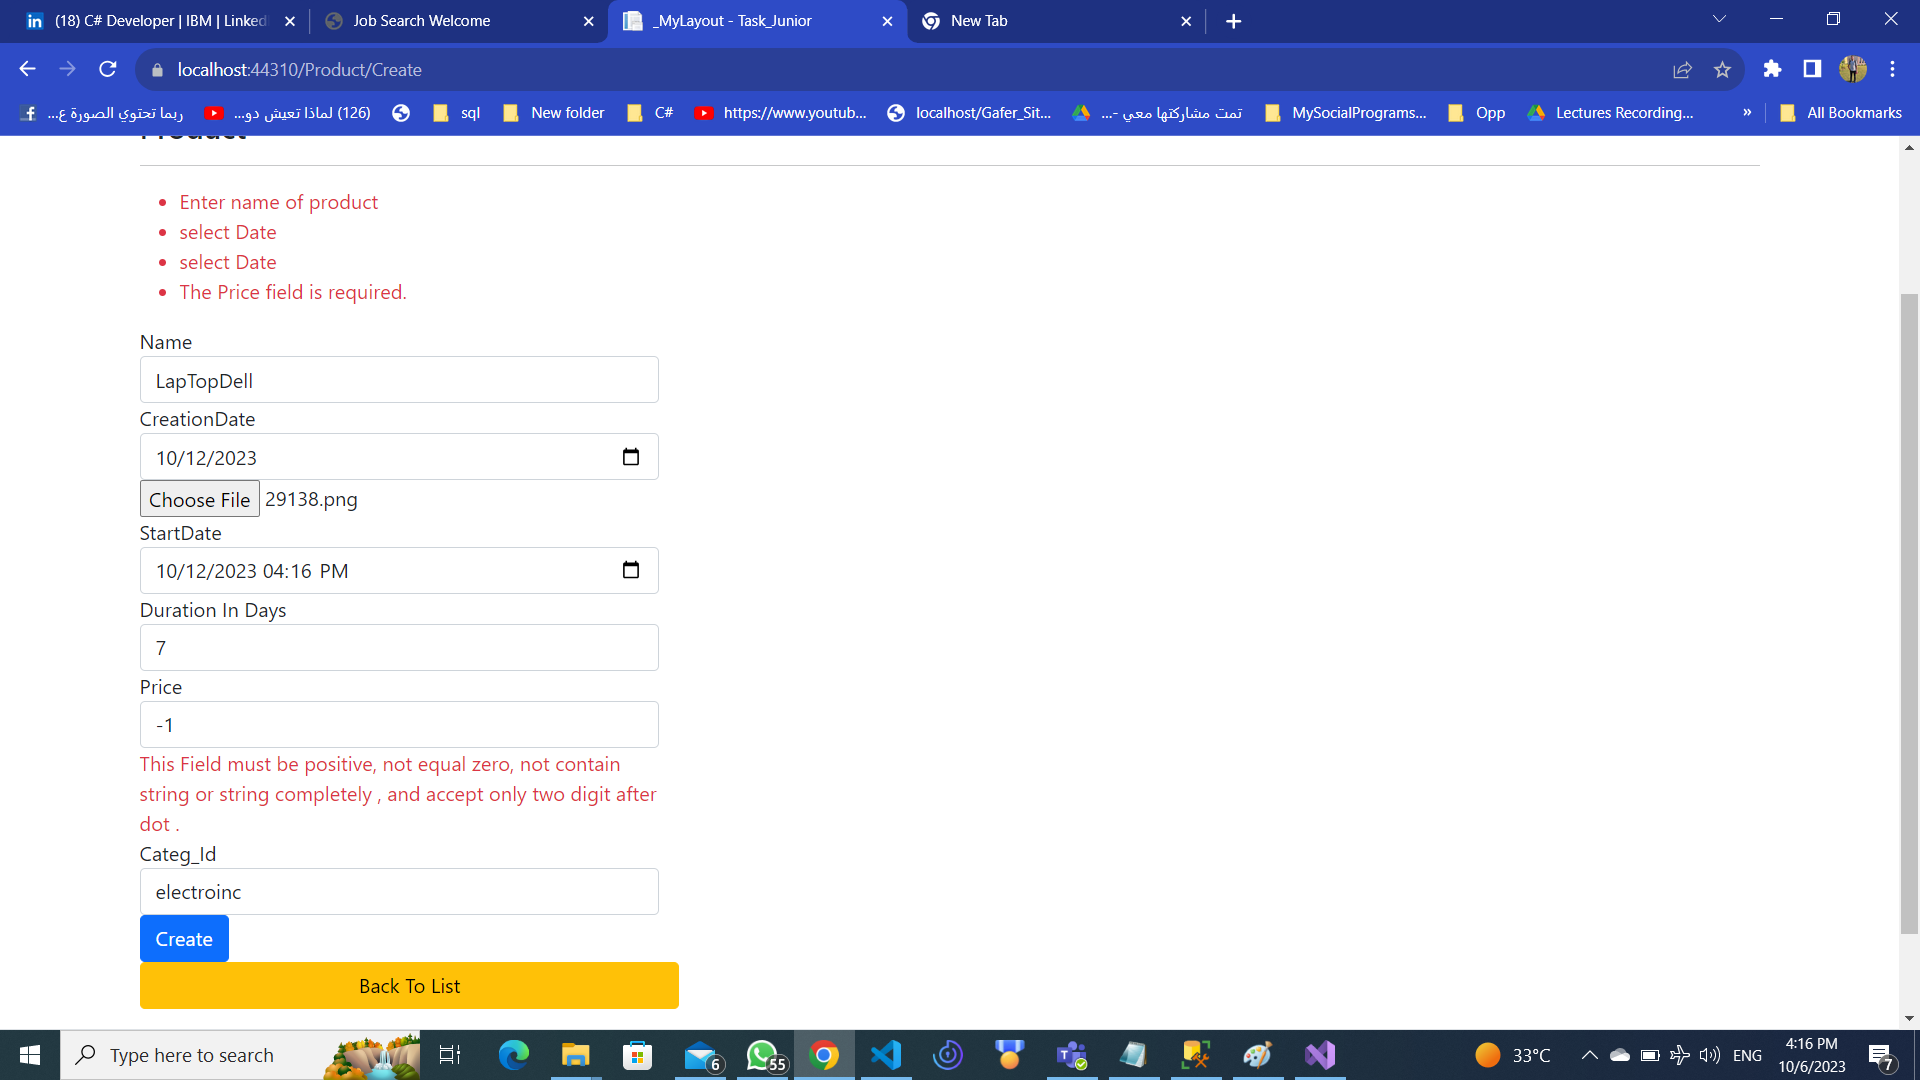 (18) C# Developer | IBM | Linked
Job Search Welcome
_MyLayout - Task_Junior
New Tab
localhost:44310/Product/Create
ربما تحتوي الصورة ع...
(126) لماذا تعيش دو...
sql
New folder
C#
https://www.youtub...
localhost/Gafer_Sit...
تمت مشاركتها معي -...
MySocialPrograms...
Opp
Lectures Recording...
»
All Bookmarks
Product
Enter name of product
select Date
select Date
The Price field is required.
Name
LapTopDell
CreationDate
10/12/2023
Choose File 29138.png
StartDate
10/12/2023 04:16 PM
Duration In Days
7
Price
-1
This Field must be positive, not equal zero, not contain
string or string completely , and accept only two digit after
dot .
Categ_Id
electroinc
Create
Back To List
Type here to search
6
55
33°C
ENG
4:16 PM
10/6/2023
7